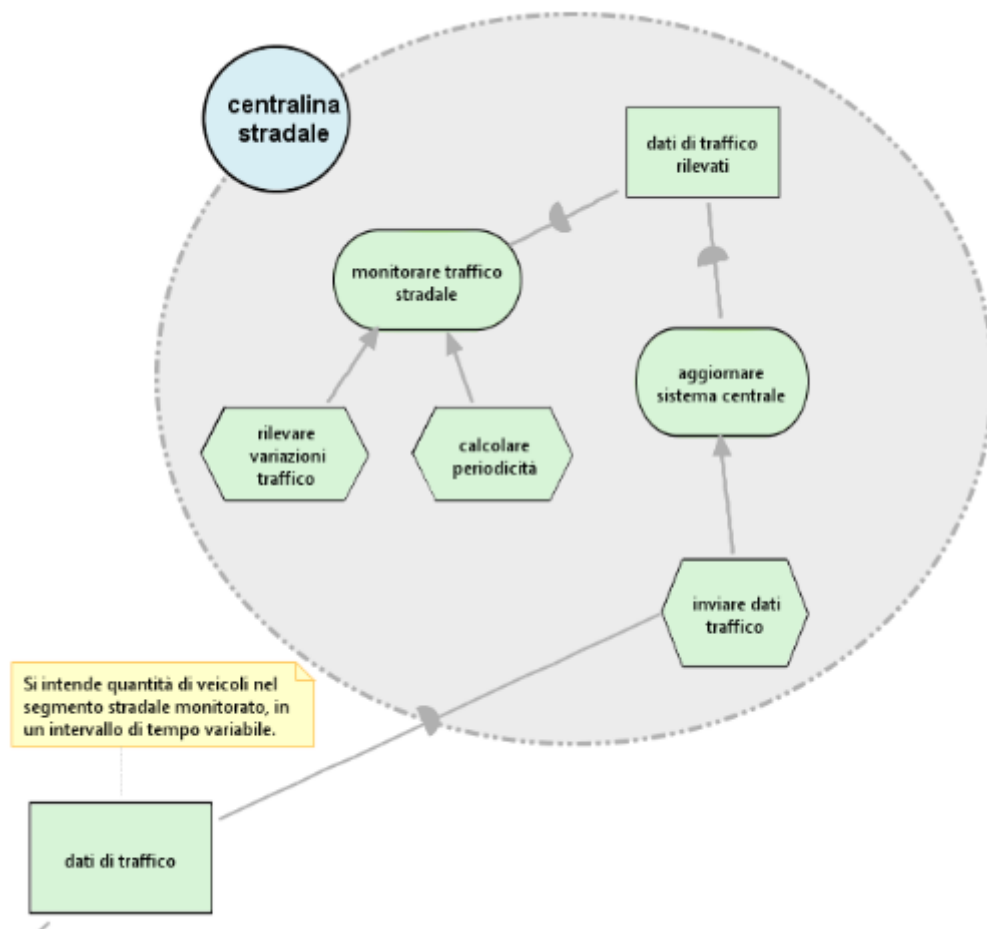 centralina
stradale
dati di traffico
rilevati
monitorare traffico
stradale
aggiornare
sistema centrale
rilevare
variazioni
traffico
calcolare
periodicità
inviare dati
traffico
Si intende quantità di veicoli nel
segmento stradale monitorato, in
un intervallo di tempo variabile.
dati di traffico